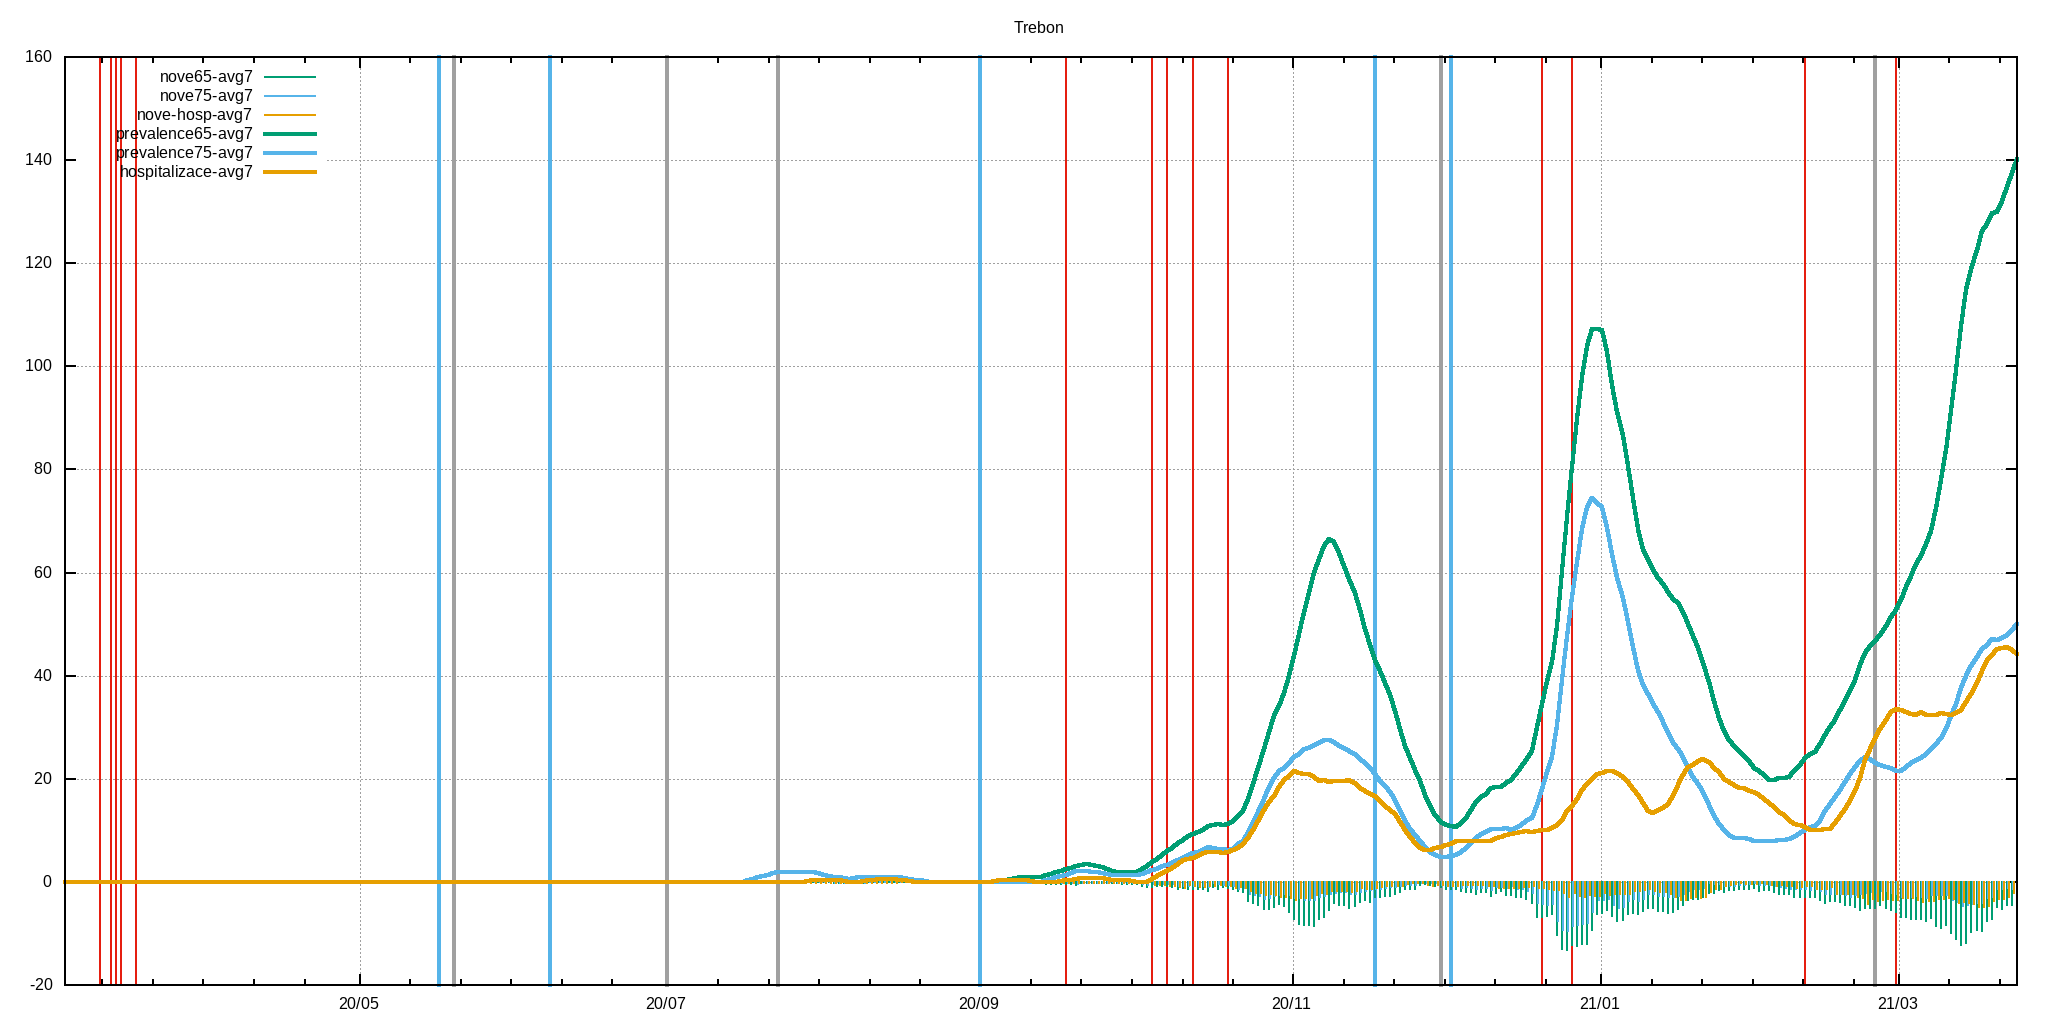 Trebon
160
nove65-avg7
nove75-avg7
nove-hosp-avg7
prevalence65-avg7
prevalence75-avg7
hospitalizace-avg7
140
120
100
80
60
40
20
0
-20
20/05
20/07
20/09
20/11
21/01
21/03